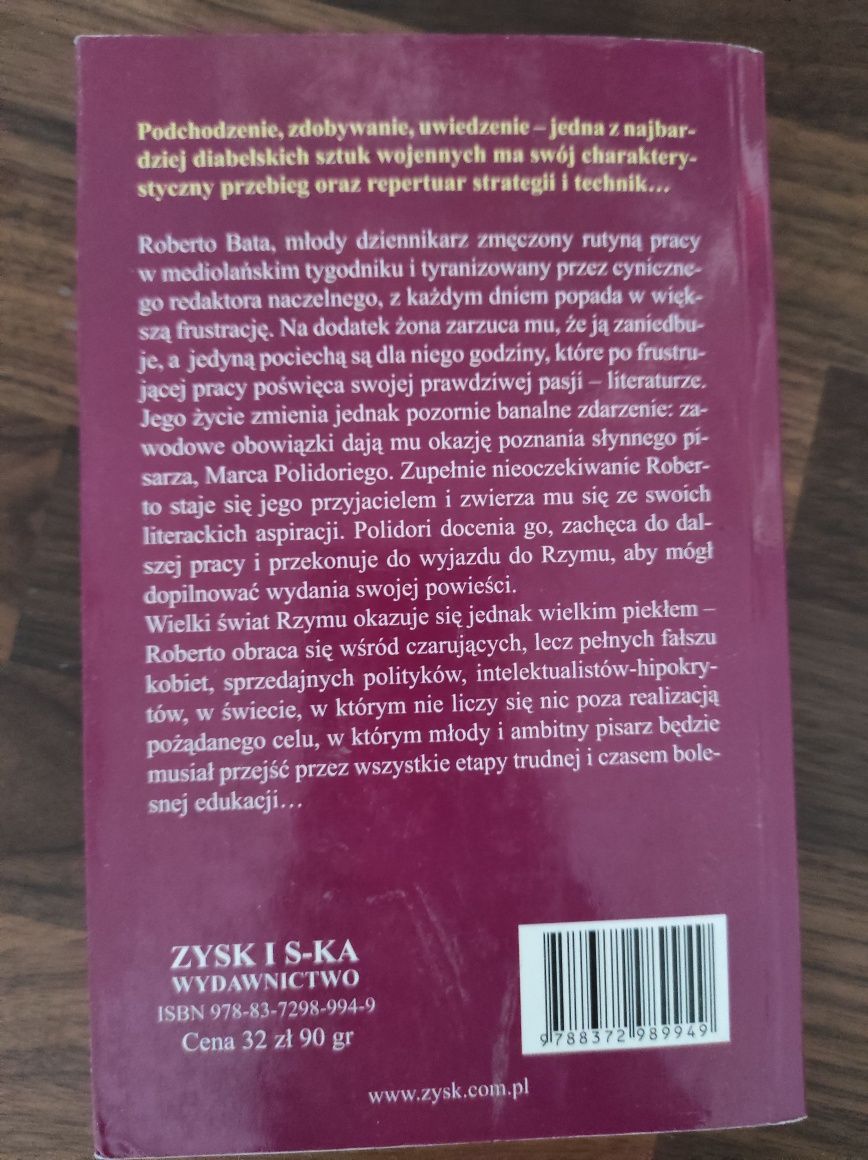 Podchodzenie, zdobywanie, uwiedzenie – jedna z najbar-
dziej diabelskich sztuk wojennych ma swój charaktery-
styczny przebieg oraz repertuar strategii i technik...
Roberto Bata, młody dziennikarz zmęczony rutyną pracy
w mediolańskim tygodniku i tyranizowany przez cyniczne-
go redaktora naczelnego, z każdym dniem popada w więk-
szą frustrację. Na dodatek żona zarzuca mu, że ją zaniedbu-
je, a jedyną pociechą są dla niego godziny, które po frustru-
jącej pracy poświęca swojej prawdziwej pasji – literaturze.
Jego życie zmienia jednak pozornie banalne zdarzenie: za-
wodowe obowiązki dają mu okazję poznania słynnego pi-
sarza, Marca Polidoriego. Zupełnie nieoczekiwanie Rober-
to staje się jego przyjacielem i zwierza mu się ze swoich
literackich aspiracji. Polidori docenia go, zachęca do dal-
szej pracy i przekonuje do wyjazdu do Rzymu, aby mógł
dopilnować wydania swojej powieści.
Wielki świat Rzymu okazuje się jednak wielkim piekłem –
Roberto obraca się wśród czarujących, lecz pełnych fałszu
kobiet, sprzedajnych polityków, intelektualistów-hipokry-
tów, w świecie, w którym nie liczy się nic poza realizacją
pożądanego celu, w którym młody i ambitny pisarz będzie
musiał przejść przez wszystkie etapy trudnej i czasem bole-
snej edukacji...
ZYSK I S-KA
WYDAWNICTWO
ISBN 978-83-7298-994-9
Cena 32 zł 90 gr
9 788372 989949
www.zysk.com.pl